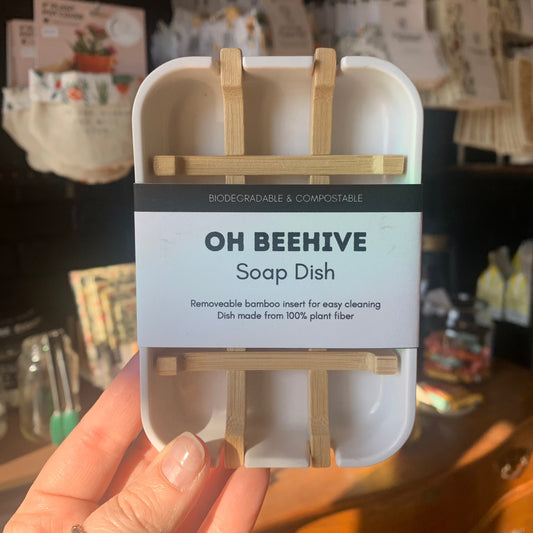 BIODEGRADABLE & COMPOSTABLE
OH BEEHIVE
Soap Dish
Removeable bamboo insert for easy cleaning
Dish made from 100% plant fiber